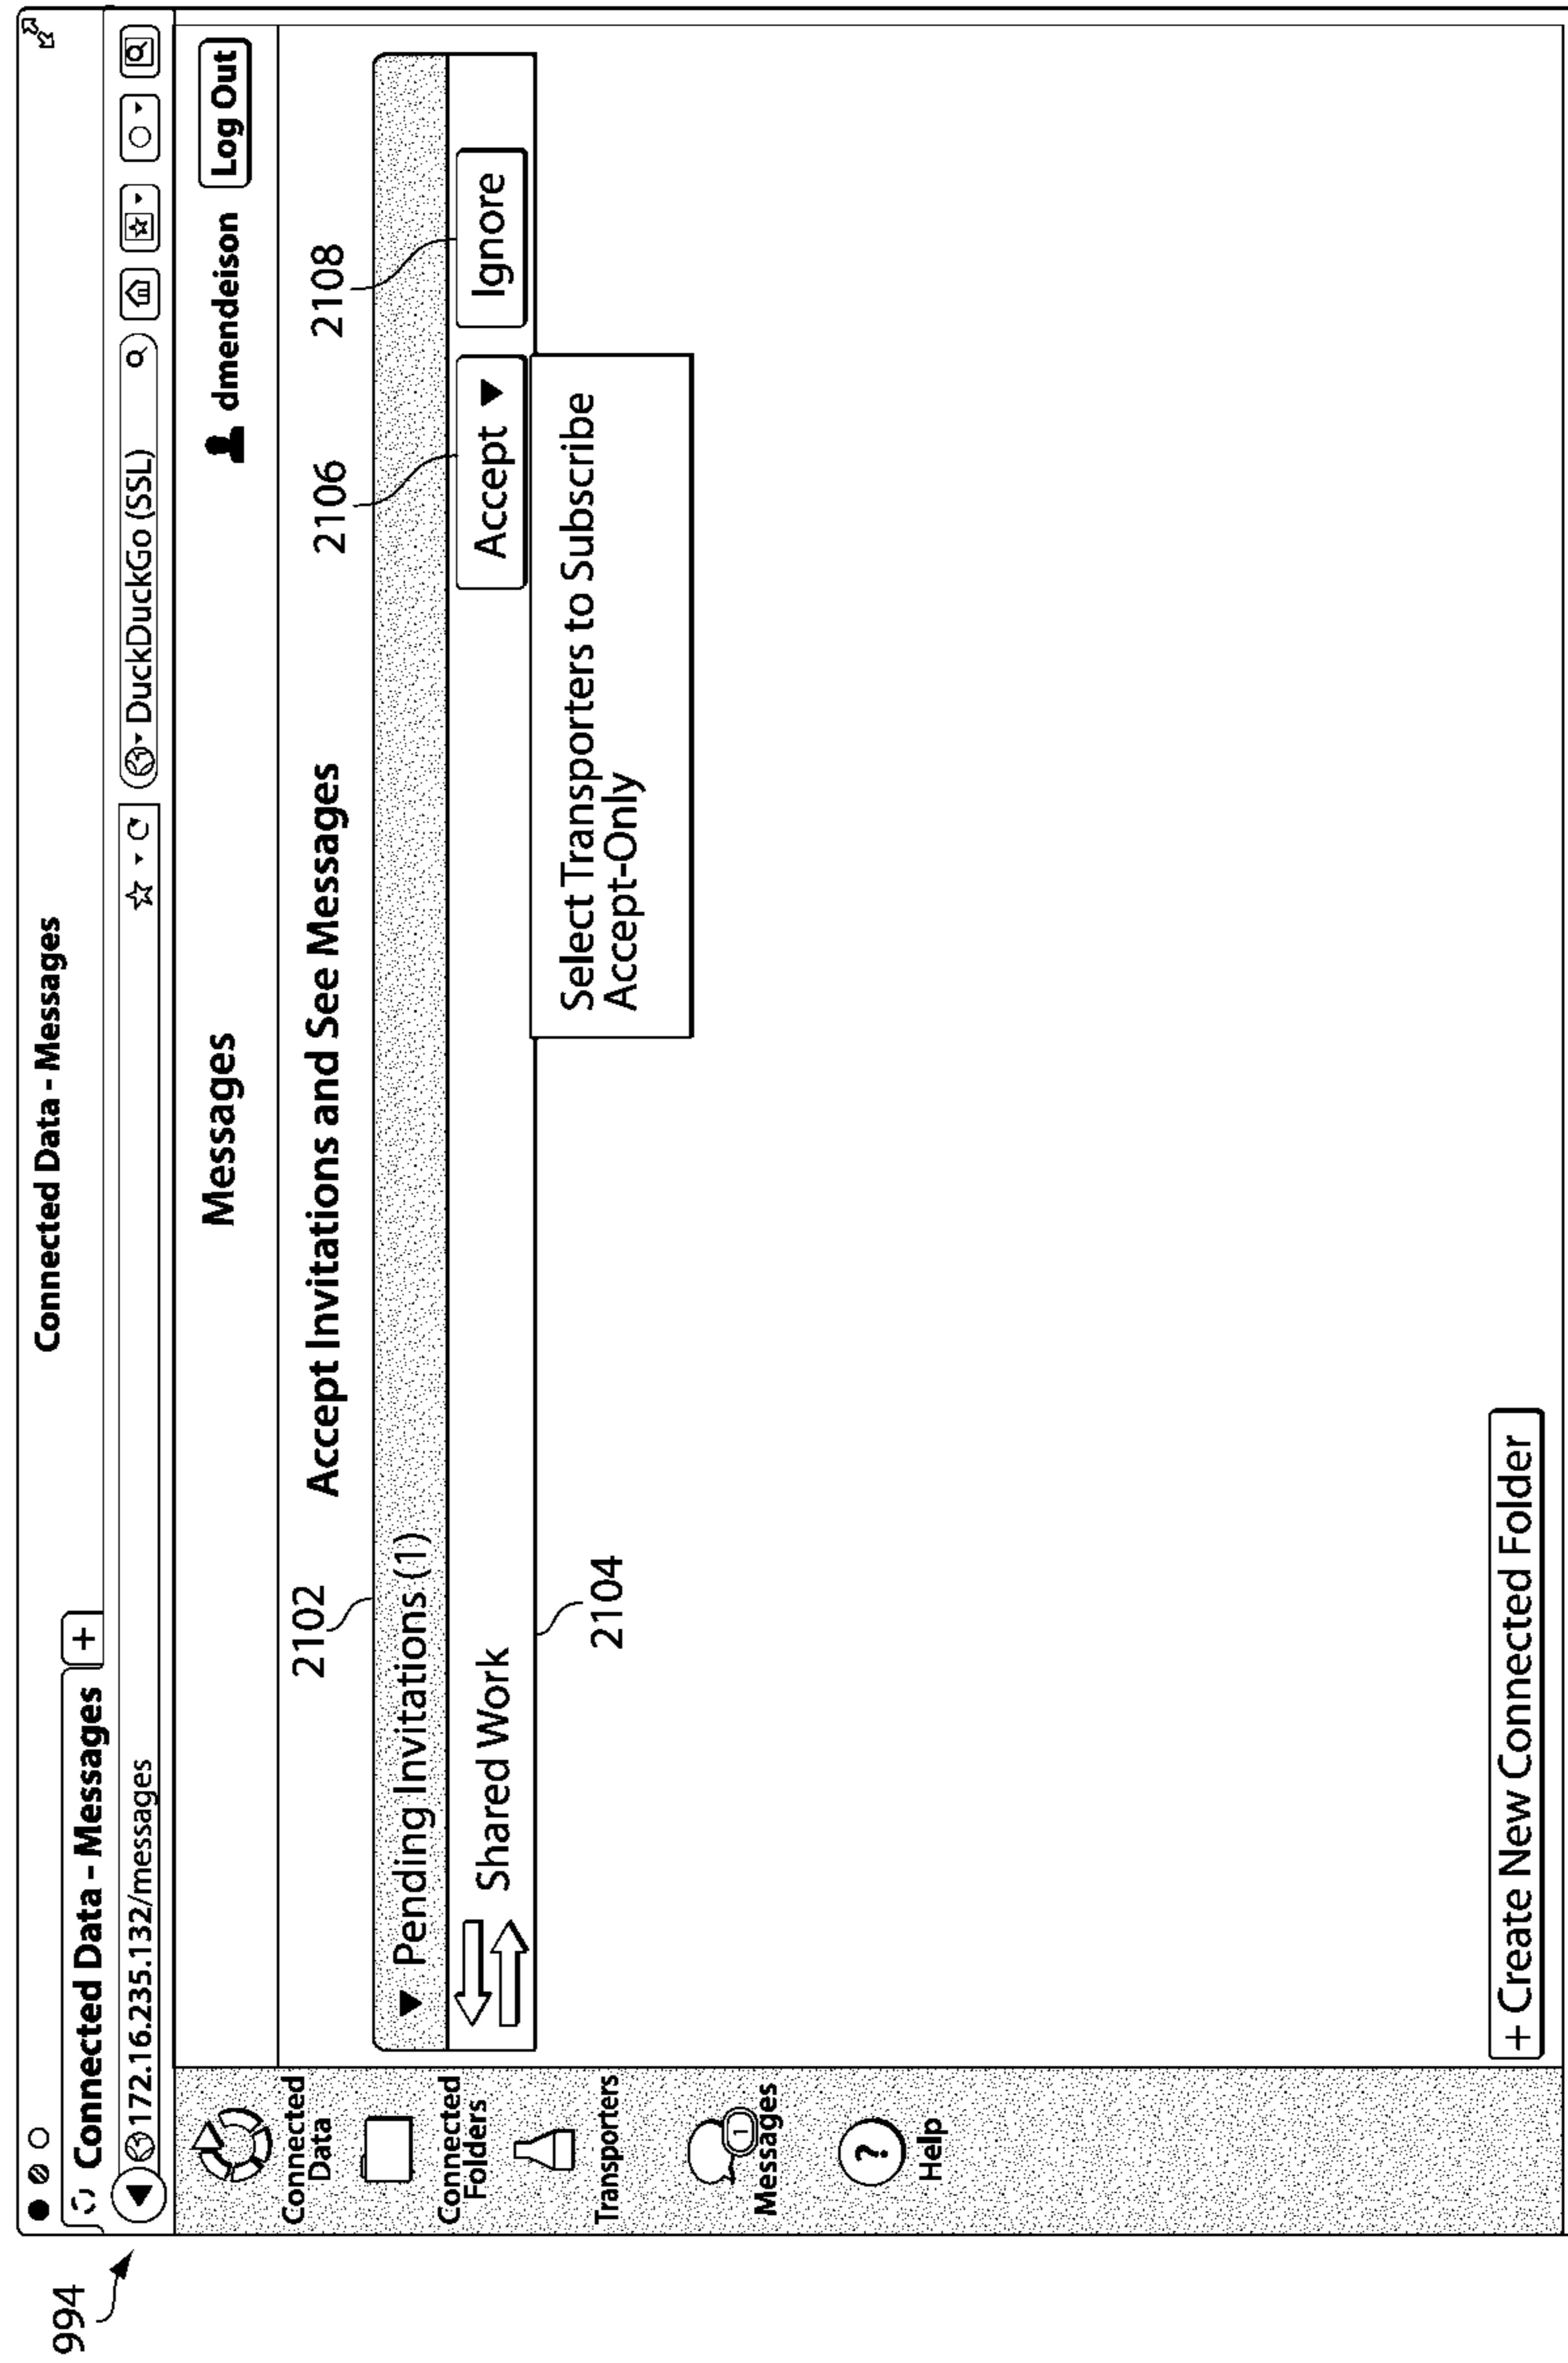 994
Connected Data - Messages
Connected Data - Messages +
172.16.235.132/messages DuckDuckGo (SSL)
Messages dmendeison Log Out
Connected
Data
Connected
Folders
Transporters
1
Messages
?
Help
2102 Accept Invitations and See Messages 2106 2108
Pending Invitations (1)
Shared Work Accept Ignore
2104
Select Transporters to Subscribe
Accept-Only
+ Create New Connected Folder